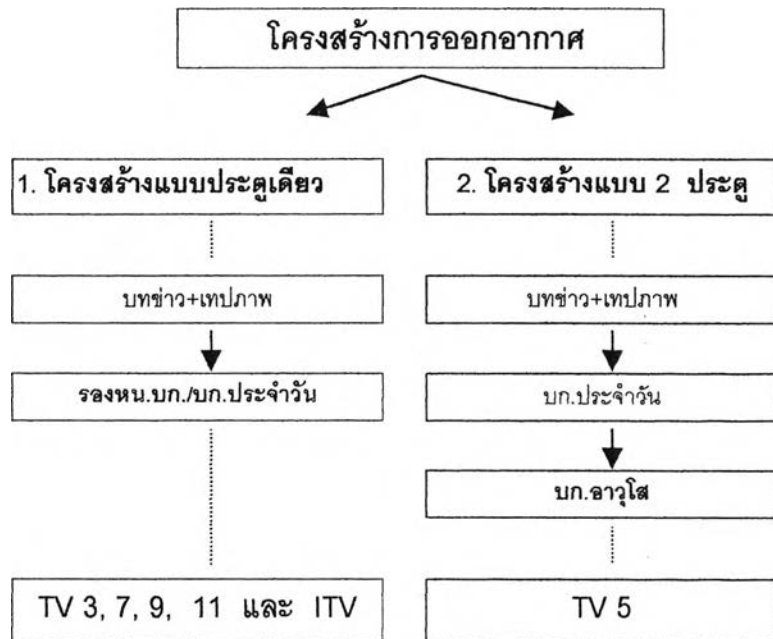 โครงสร้างการออกอากาศ
1. โครงสร้างแบบประตูเดียว
บทข่าว+เทปภาพ
รองหน.บก./บก.ประจำวัน
TV 3, 7, 9, 11 และ ITV
2. โครงสร้างแบบ 2 ประตู
บทข่าว+เทปภาพ
บก.ประจำวัน
บก.อาวุโส
TV 5